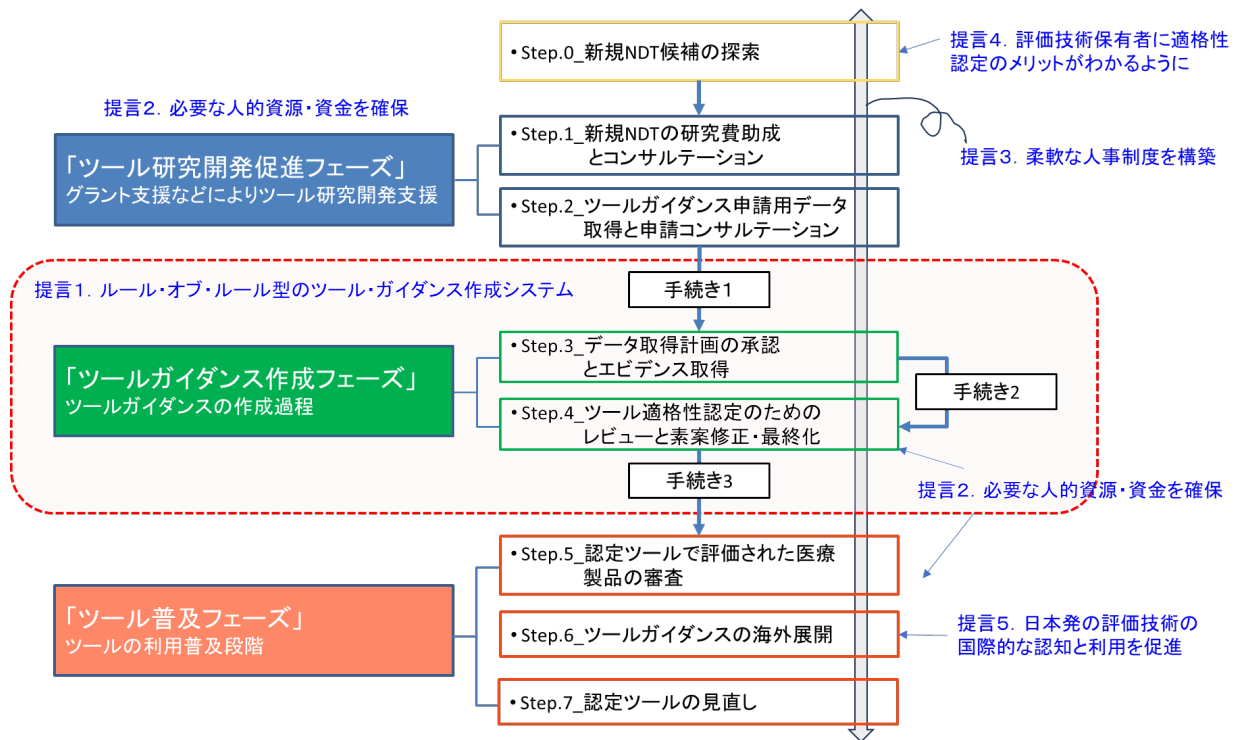 ・Step.0_新規NDT候補の探索
提言4. 評価技術保有者に適格性
認定のメリットがわかるように
提言2. 必要な人的資源・資金を確保
「ツール研究開発促進フェーズ」
グラント支援などによりツール研究開発支援
・Step.1_新規NDTの研究費助成
とコンサルテーション
提言3. 柔軟な人事制度を構築
・Step.2_ツールガイダンス申請用データ
取得と申請コンサルテーション
提言1. ルール・オブ・ルール型のツール・ガイダンス作成システム
手続き1
「ツールガイダンス作成フェーズ」
ツールガイダンスの作成過程
・Step.3_データ取得計画の承認
とエビデンス取得
手続き2
・Step.4_ツール適格性認定のための
レビューと素案修正・最終化
手続き3
提言2. 必要な人的資源・資金を確保
・Step.5_認定ツールで評価された医療
製品の審査
「ツール普及フェーズ」
ツールの利用普及段階
・Step.6_ツールガイダンスの海外展開
提言5. 日本発の評価技術の
国際的な認知と利用を促進
・Step.7_認定ツールの見直し